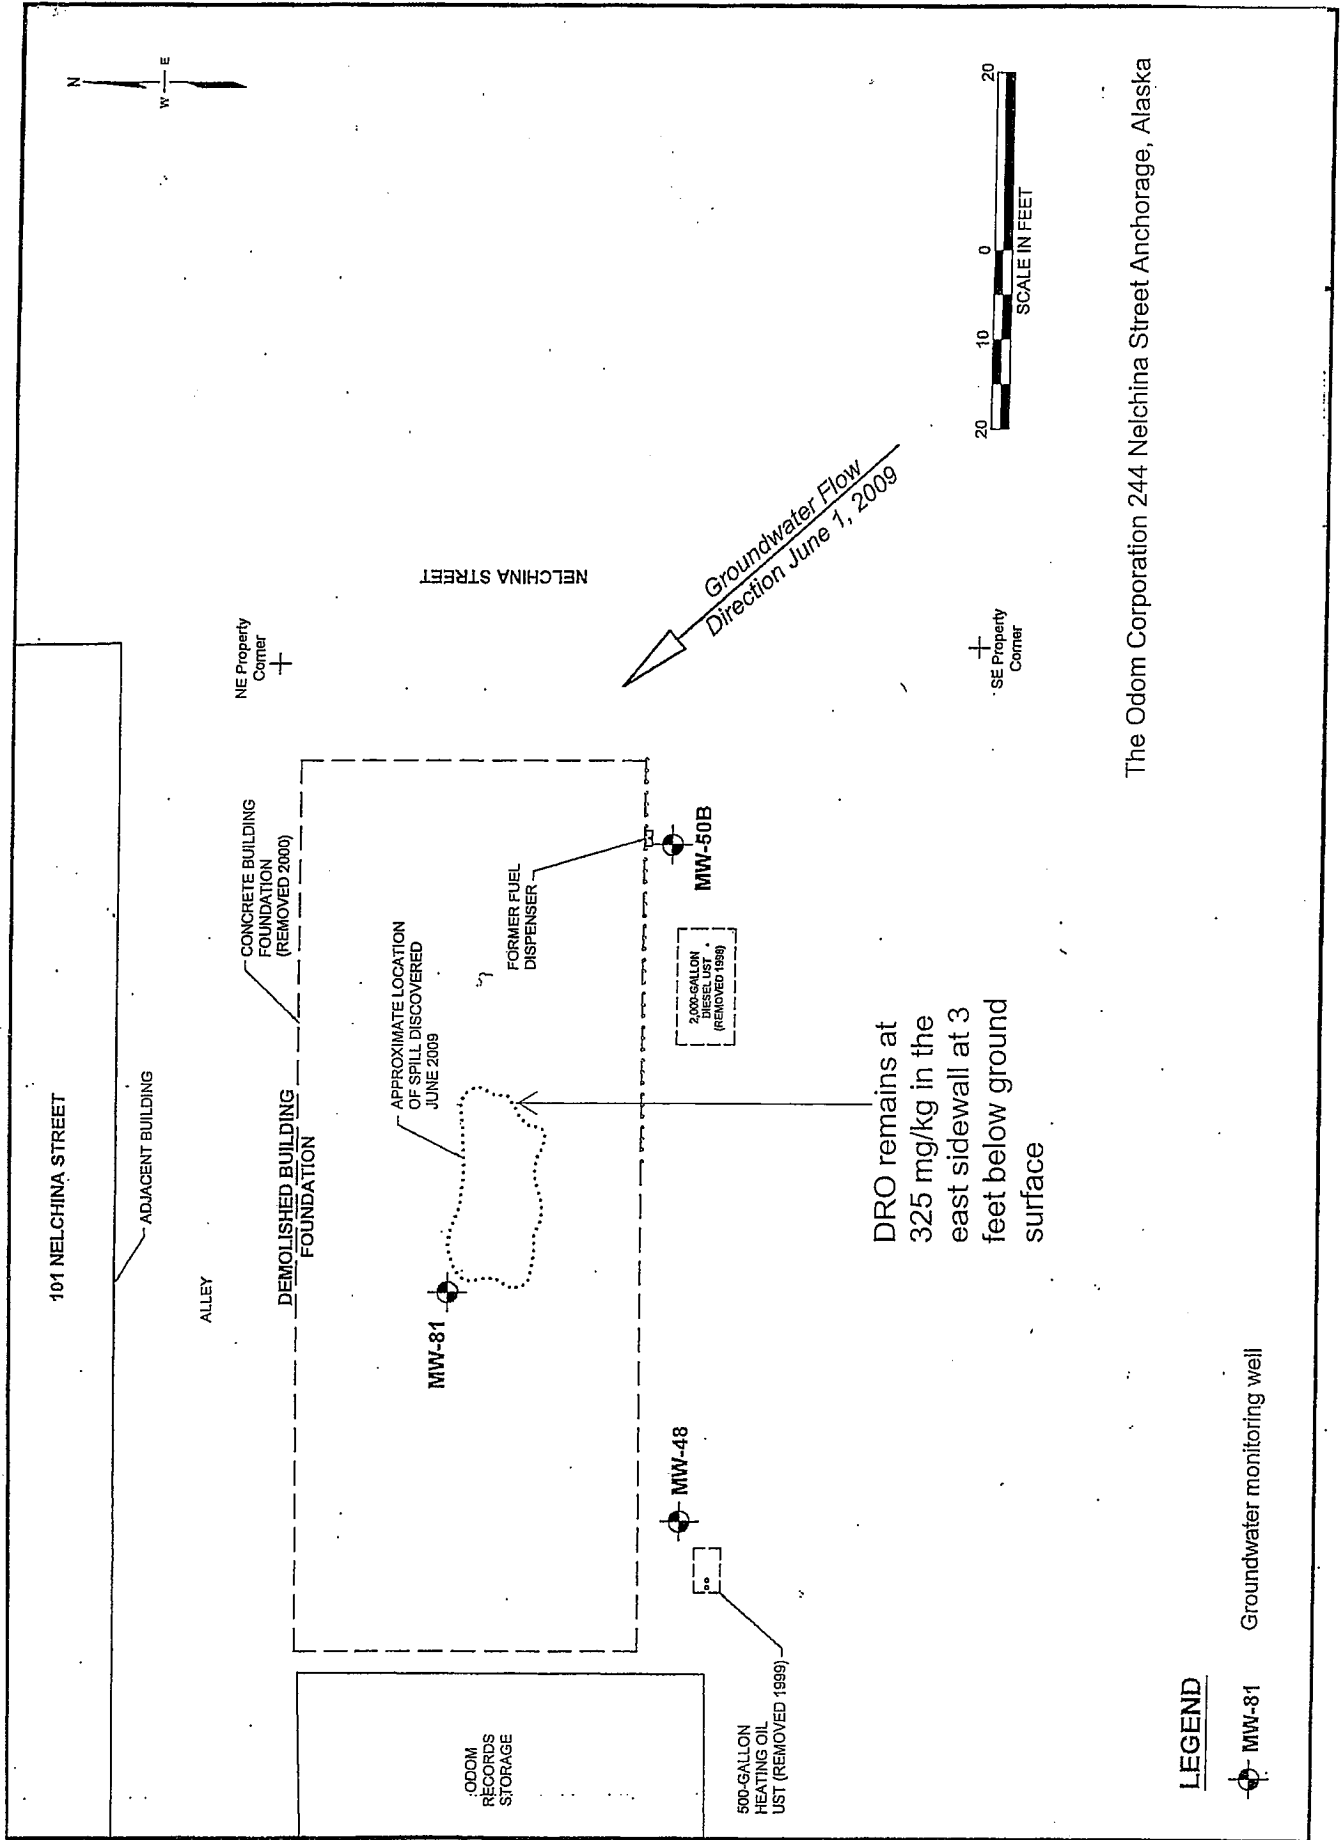 N
W
E
101 NELCHINA STREET
ADJACENT BUILDING
ALLEY
CONCRETE BUILDING
FOUNDATION
(REMOVED 2000)
NE Property
Corner
DEMOLISHED BUILDING
FOUNDATION
APPROXIMATE LOCATION
OF SPILL DISCOVERED
JUNE 2009
MW-81
FORMER FUEL
DISPENSER
NELCHINA STREET
ODOM
RECORDS
STORAGE
MW-48
MW-50B
2,000-GALLON
DIESEL UST
(REMOVED 1998)
Groundwater Flow
Direction June 1, 2009
500-GALLON
HEATING OIL
UST (REMOVED 1999)
DRO remains at
325 mg/kg in the
east sidewall at 3
feet below ground
surface
SE Property
Corner
20
10
0
20
SCALE IN FEET
The Odom Corporation 244 Nelchina Street Anchorage, Alaska
LEGEND
MW-81
Groundwater monitoring well